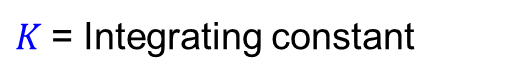 K = Integrating constant